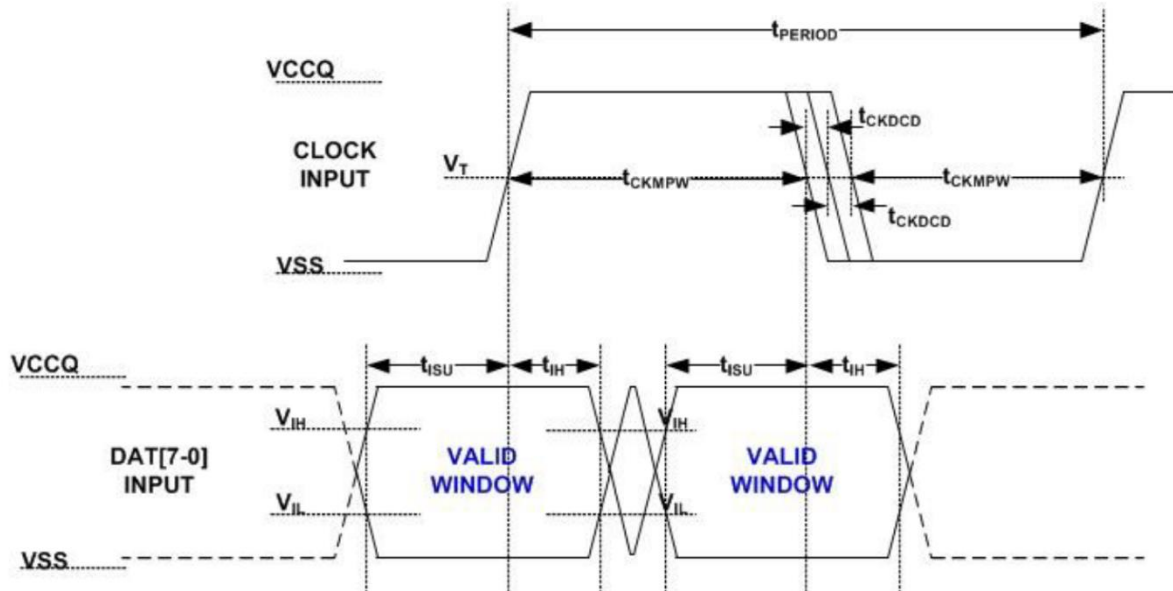 tPERIOD
VCCQ
tCKDCD
CLOCK
INPUT
VT
tCKMPW
tCKMPW
tCKDCD
VSS
VCCQ
tISU
tIH
tISU
tIH
VIH
VIH
DAT[7-0]
INPUT
VALID
WINDOW
VALID
WINDOW
VIL
VIL
VSS